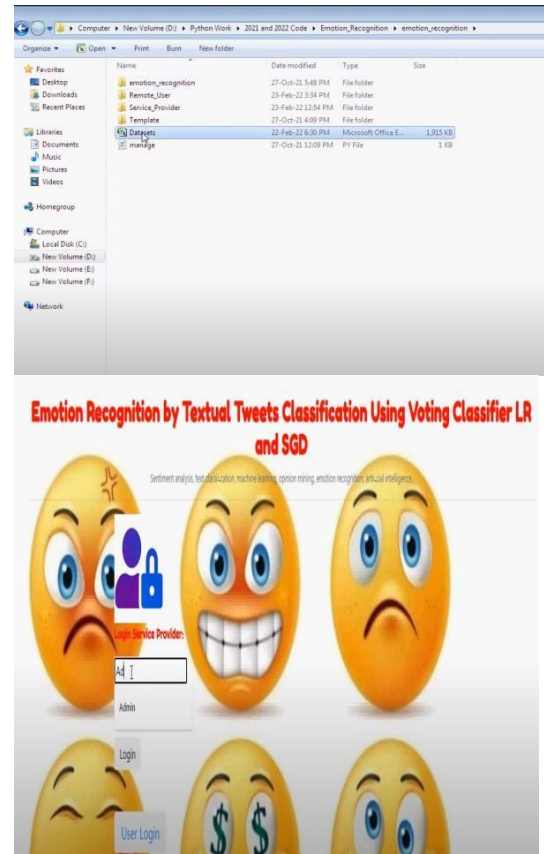 Computer ▸ New Volume (D:) ▸ Python Work ▸ 2021 and 2022 Code ▸ Emotion_Recognition ▸ emotion_recognition ▸
Organize Open Print Burn New folder
Name Date modified Type Size
Favorites
Desktop
Downloads
Recent Places
Libraries
Documents
Music
Pictures
Videos
Homegroup
Computer
Local Disk (C:)
New Volume (D:)
New Volume (E:)
New Volume (F:)
Network
emotion_recognition 27-Oct-21 5:48 PM File folder
Remote_User 23-Feb-22 3:34 PM File folder
Service_Provider 23-Feb-22 12:54 PM File folder
Template 27-Oct-21 4:09 PM File folder
Datasets 22-Feb-22 6:30 PM Microsoft Office E... 1,915 KB
manage 27-Oct-21 12:09 PM PY File 1 KB
Emotion Recognition by Textual Tweets Classification Using Voting Classifier LR
and SGD
Sentiment analysis, text classi-cation, machine learning, opinion mining, emotion recognition, arti-cial intelligence.
Login Service Provider:
Ad
Admin
Login
User Login